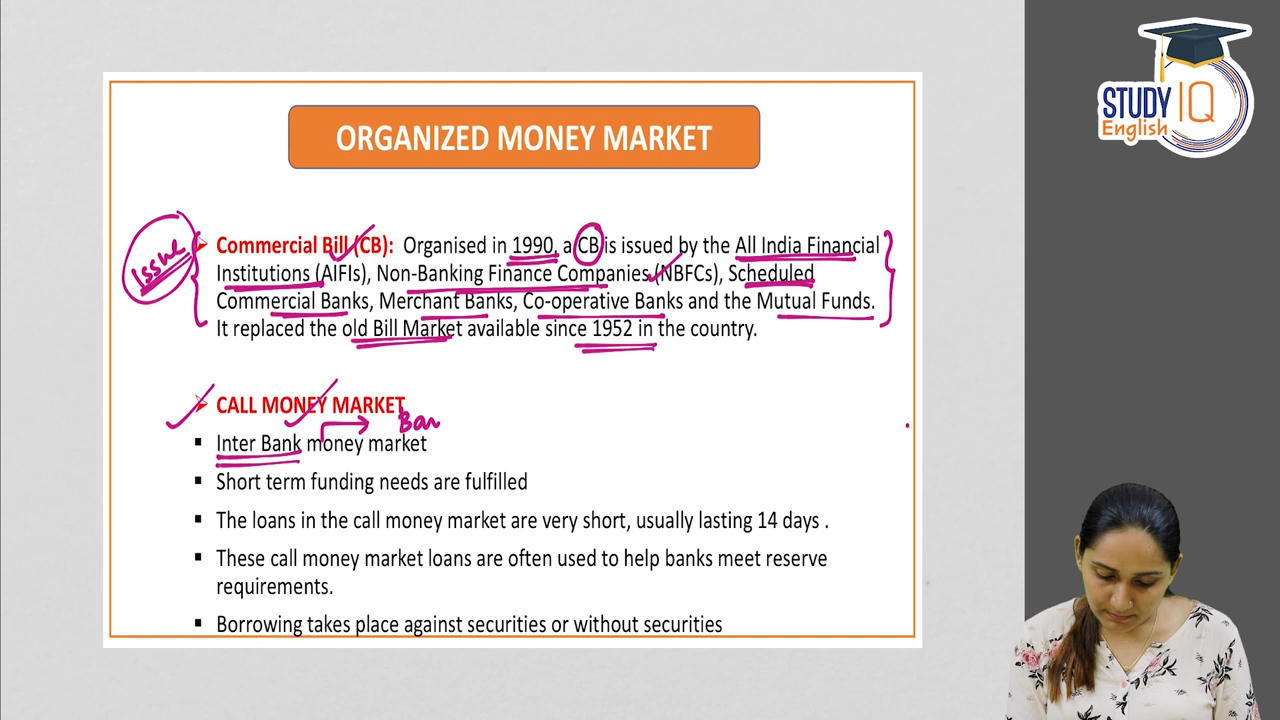 STUDY IQ
English
ORGANIZED MONEY MARKET
Issue
Commercial Bill (CB): Organised in 1990, a CB is issued by the All India Financial
Institutions (AIFIs), Non-Banking Finance Companies (NBFCs), Scheduled
Commercial Banks, Merchant Banks, Co-operative Banks and the Mutual Funds.
It replaced the old Bill Market available since 1952 in the country.
CALL MONEY MARKET
Ban
Inter Bank money market
Short term funding needs are fulfilled
The loans in the call money market are very short, usually lasting 14 days .
These call money market loans are often used to help banks meet reserve
requirements.
Borrowing takes place against securities or without securities